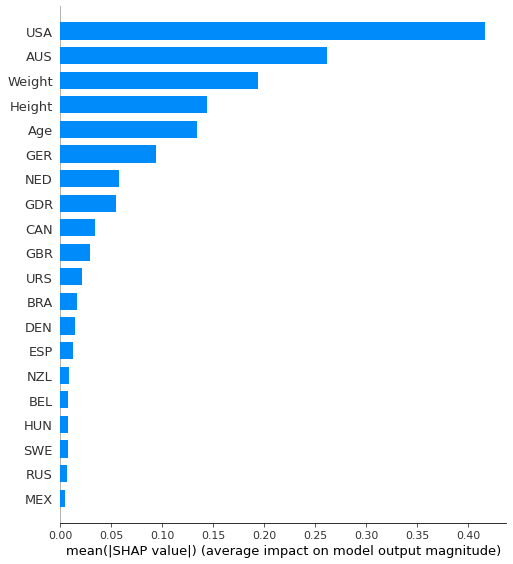 USA
AUS
Weight
Height
Age
GER
NED
GDR
CAN
GBR
URS
BRA
DEN
ESP
NZL
BEL
HUN
SWE
RUS
MEX
0.00 0.05 0.10 0.15 0.20 0.25 0.30 0.35 0.40
mean(|SHAP value|) (average impact on model output magnitude)